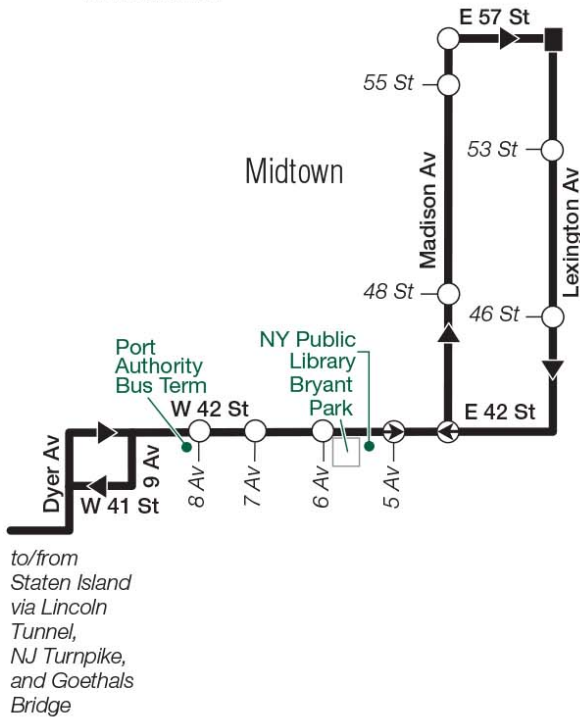 E 57 St
55 St
53 St
Midtown
Madison Av
Lexington Av
48 St
46 St
Port
Authority
Bus Term
NY Public
Library
Bryant
Park
W 42 St
E 42 St
Dyer Av
9 Av
W 41 St
8 Av
7 Av
6 Av
5 Av
to/from
Staten Island
via Lincoln
Tunnel,
NJ Turnpike,
and Goethals
Bridge